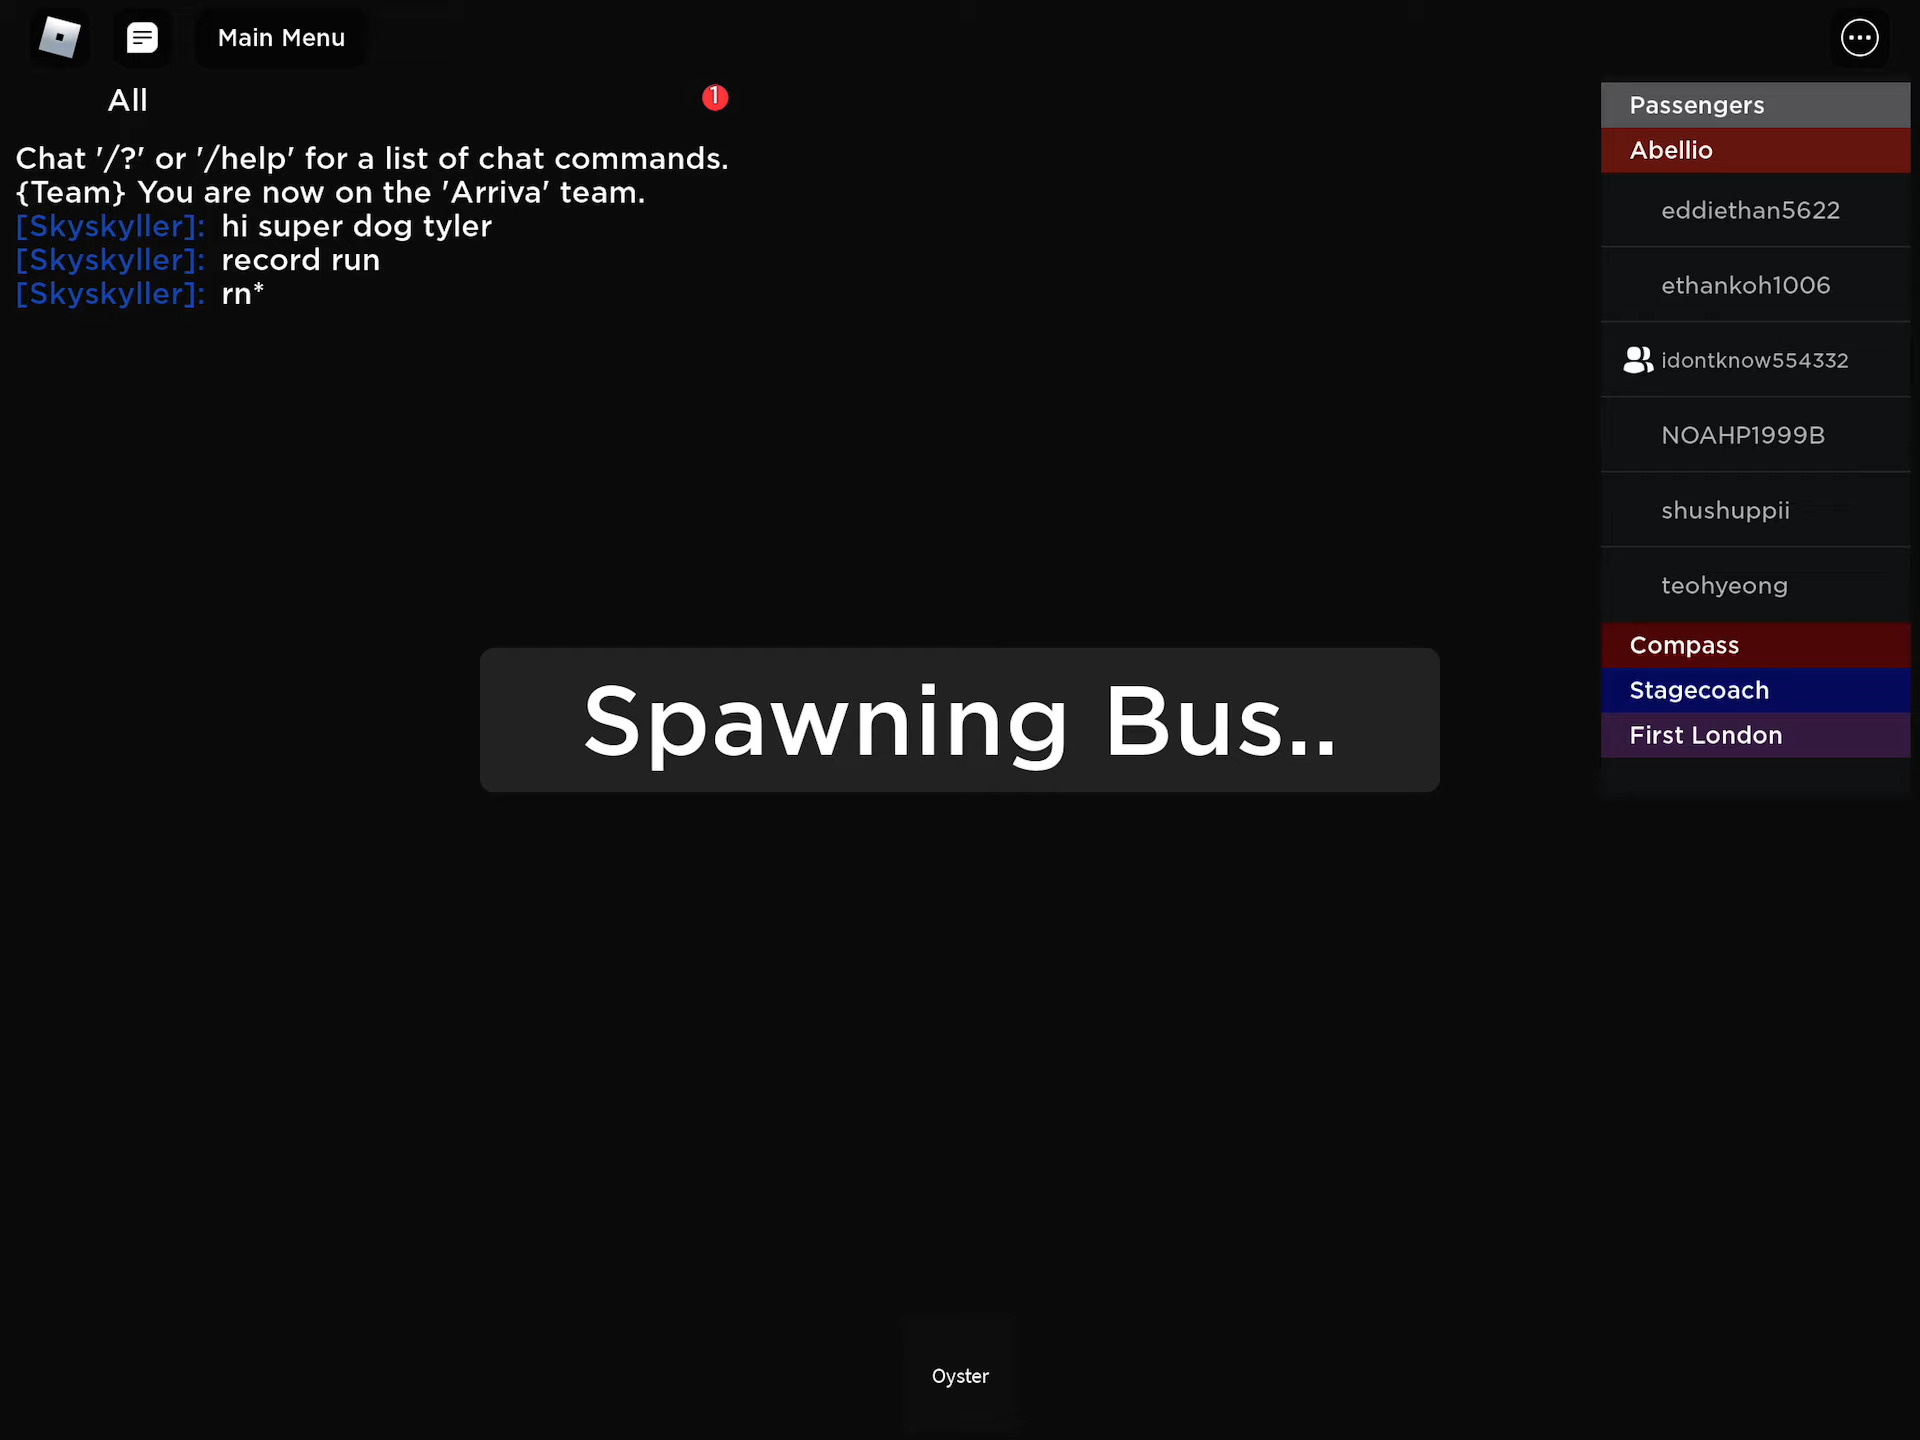 Main Menu
All
1
Chat '/?' or '/help' for a list of chat commands.
{Team} You are now on the 'Arriva' team.
[Skyskyller]: hi super dog tyler
[Skyskyller]: record run
[Skyskyller]: rn*
Passengers
Abellio
eddiethan5622
ethankoh1006
idontknow554332
NOAHP1999B
shushuppii
teohyeong
Compass
Stagecoach
First London
Spawning Bus..
Oyster